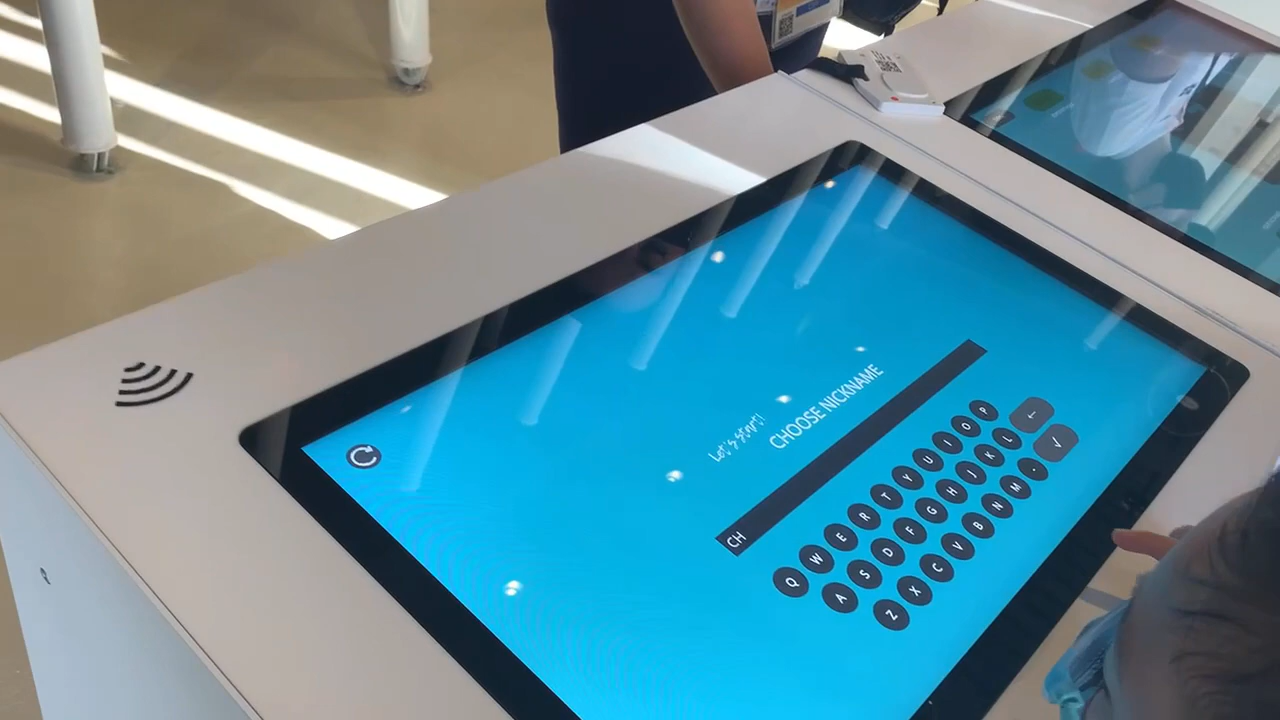 Let's start!
CHOOSE NICKNAME
CH
Q W E R T Y U I O P ←
A S D F G H J K L √
Z X C V B N M .